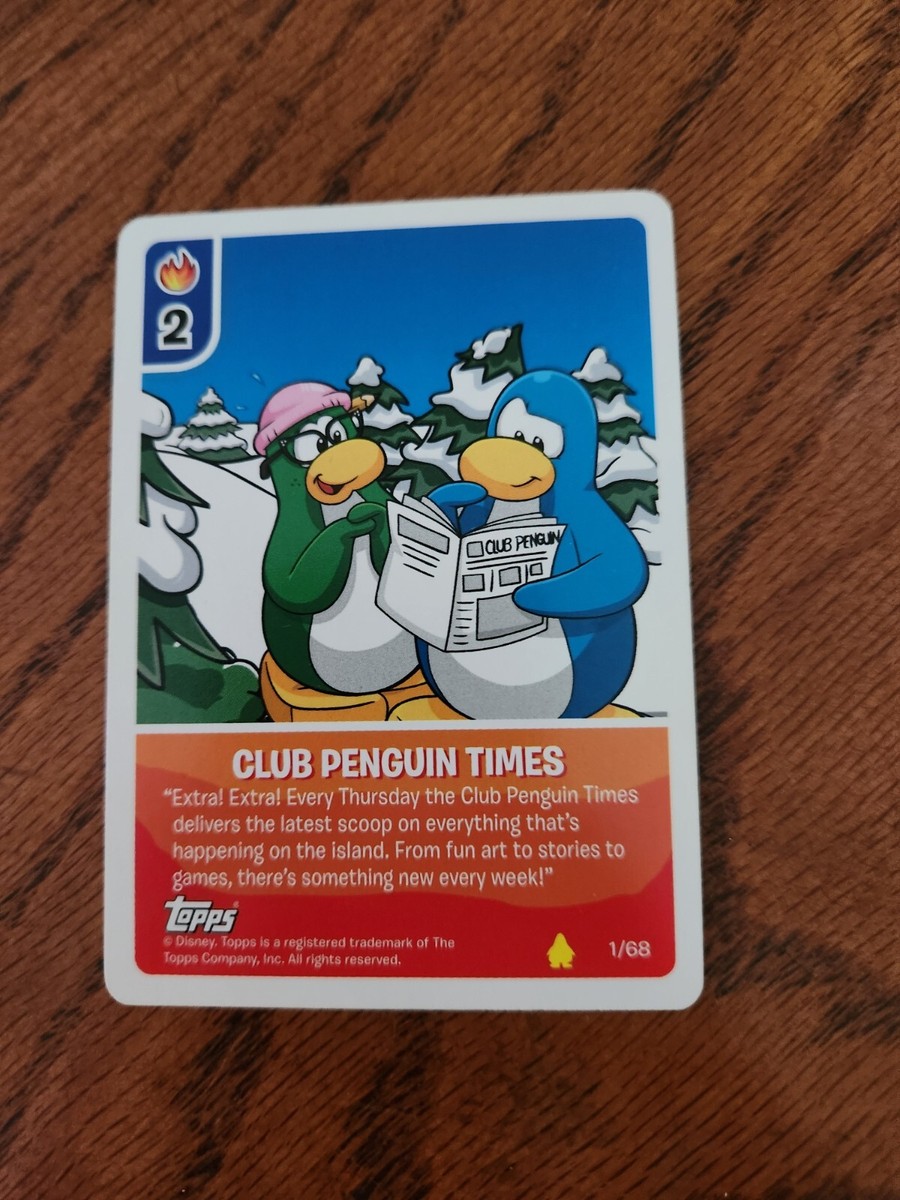 2
CLUB PENGUIN
CLUB PENGUIN TIMES
“Extra! Extra! Every Thursday the Club Penguin Times
delivers the latest scoop on everything that's
happening on the island. From fun art to stories to
games, there's something new every week!”
Topps®
© Disney. Topps is a registered trademark of The
Topps Company, Inc. All rights reserved.
1/68